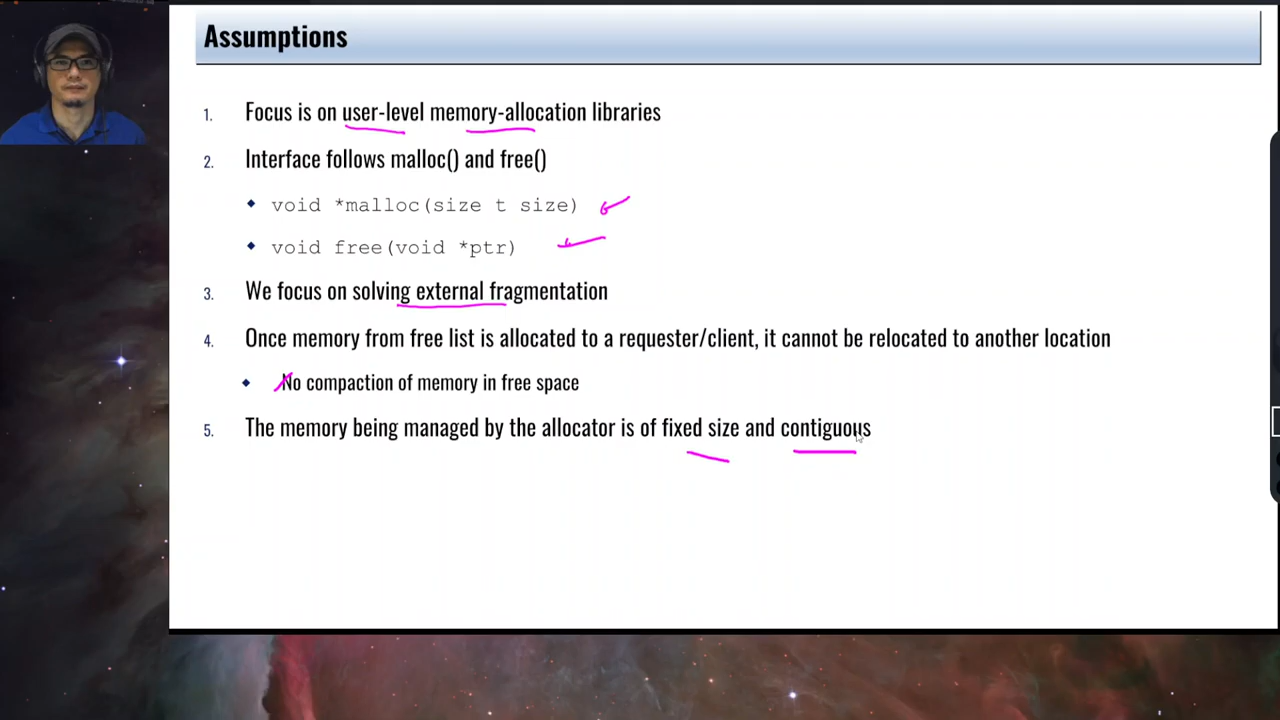 Assumptions
1. Focus is on user-level memory-allocation libraries
2. Interface follows malloc() and free()
◆ void *malloc(size t size)
◆ void free(void *ptr)
3. We focus on solving external fragmentation
4. Once memory from free list is allocated to a requester/client, it cannot be relocated to another location
◆ No compaction of memory in free space
5. The memory being managed by the allocator is of fixed size and contiguous